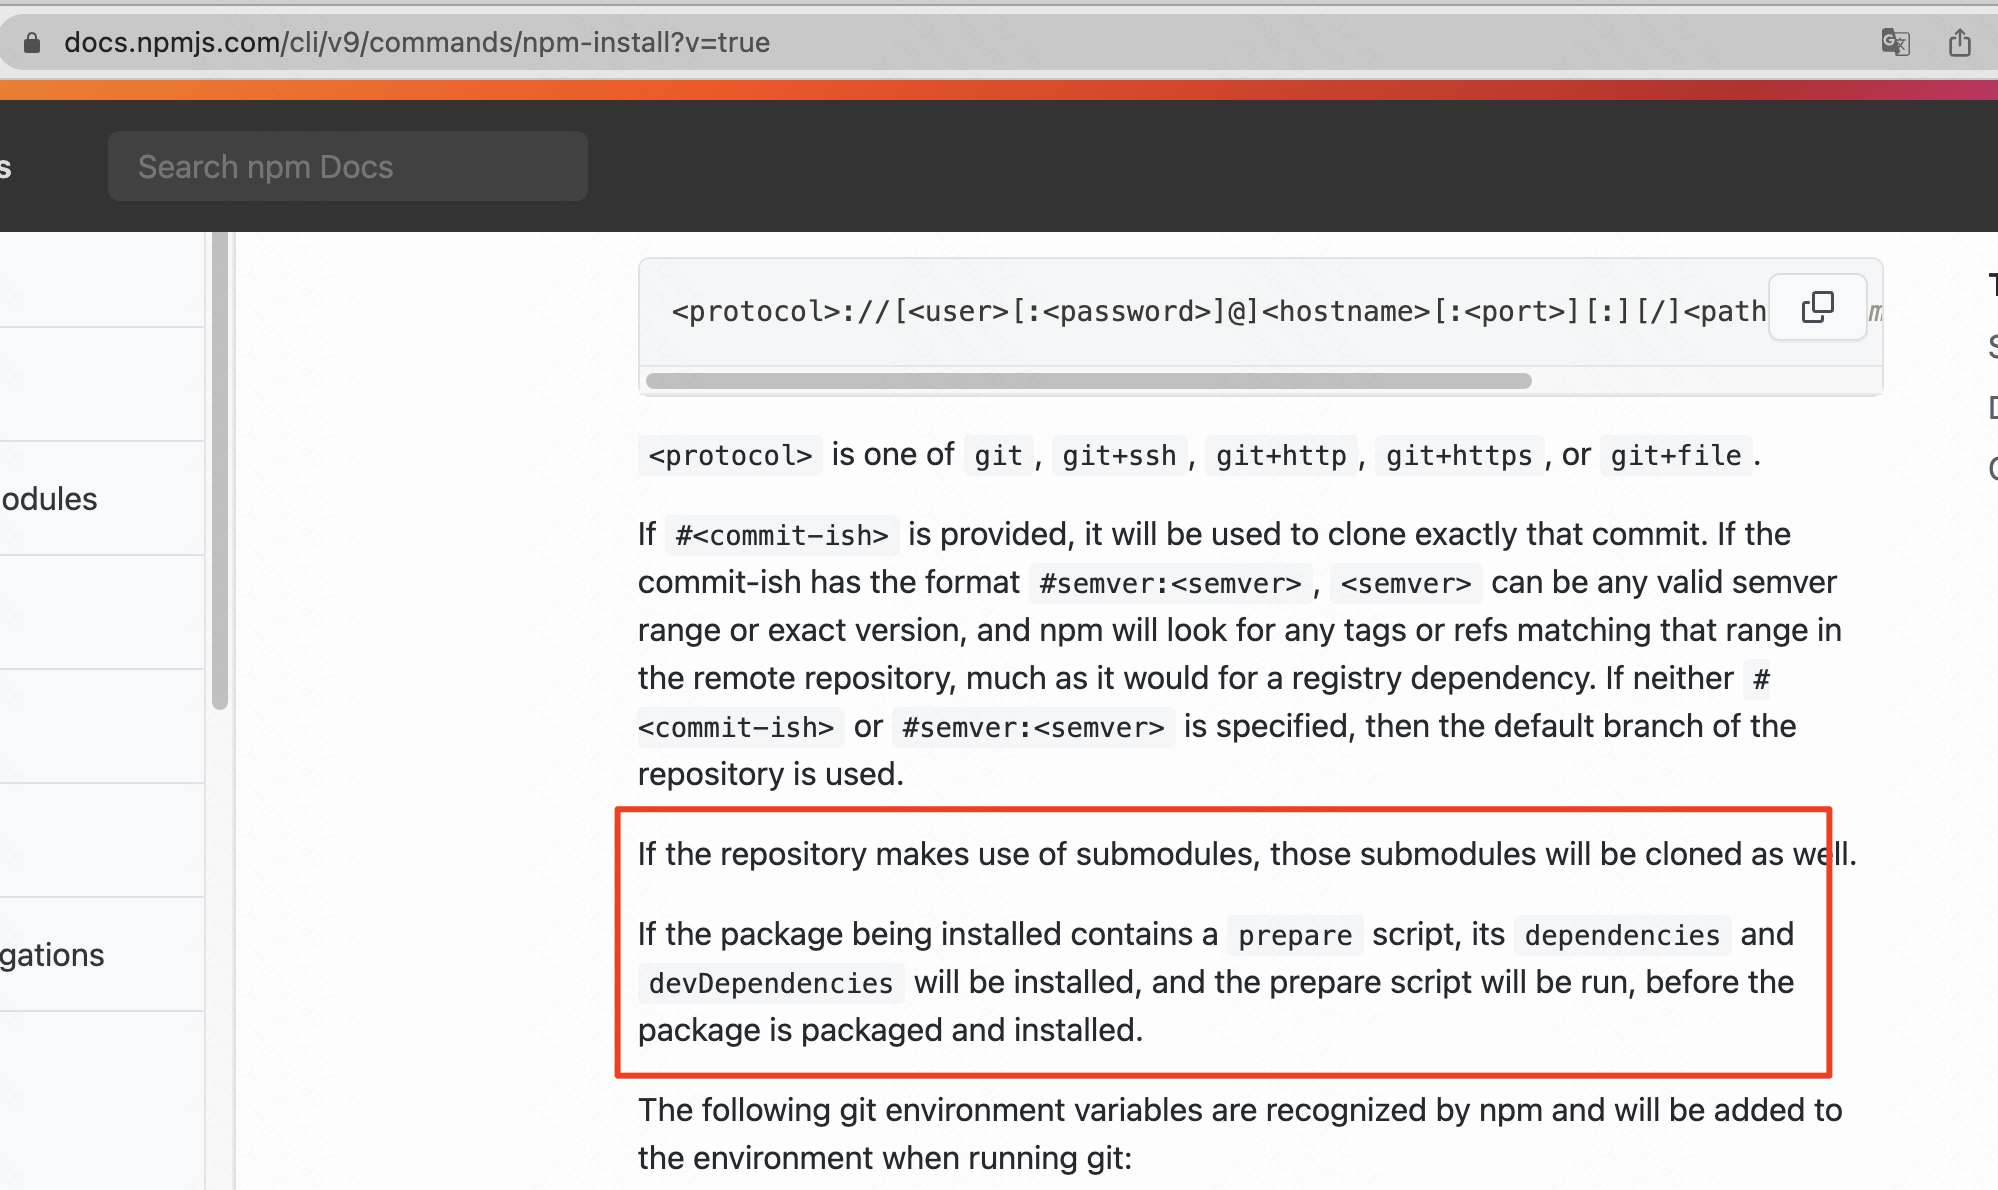 docs.npmjs.com/cli/v9/commands/npm-install?v=true
s
Search npm Docs
<protocol>://[<user>[:<password>]@]<hostname>[:<port>][:][/]<path
<protocol> is one of git, git+ssh, git+http, git+https, or git+file.
If #<commit-ish> is provided, it will be used to clone exactly that commit. If the
commit-ish has the format #semver:<semver>, <semver> can be any valid semver
odules
range or exact version, and npm will look for any tags or refs matching that range in
the remote repository, much as it would for a registry dependency. If neither #
<commit-ish> or #semver:<semver> is specified, then the default branch of the
repository is used.
If the repository makes use of submodules, those submodules will be cloned as well.
If the package being installed contains a prepare script, its dependencies and
gations
devDependencies will be installed, and the prepare script will be run, before the
package is packaged and installed.
The following git environment variables are recognized by npm and will be added to
the environment when running git: